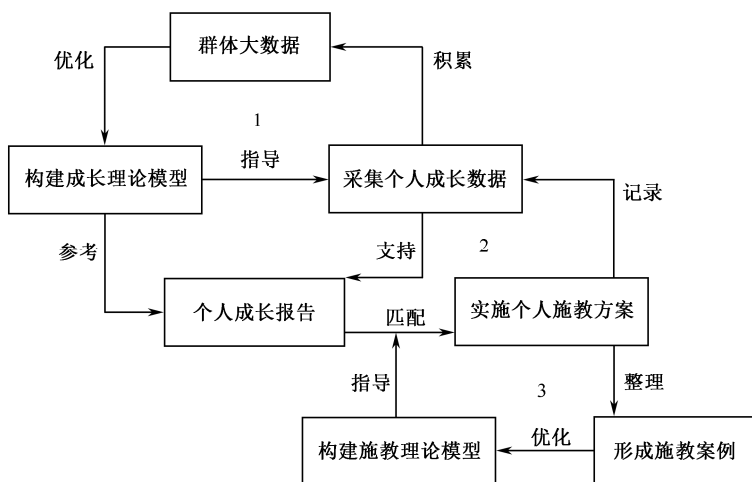 群体大数据
优化
积累
1
指导
构建成长理论模型
采集个人成长数据
记录
参考
支持
2
个人成长报告
匹配
实施个人施教方案
指导
3
整理
构建施教理论模型
优化
形成施教案例